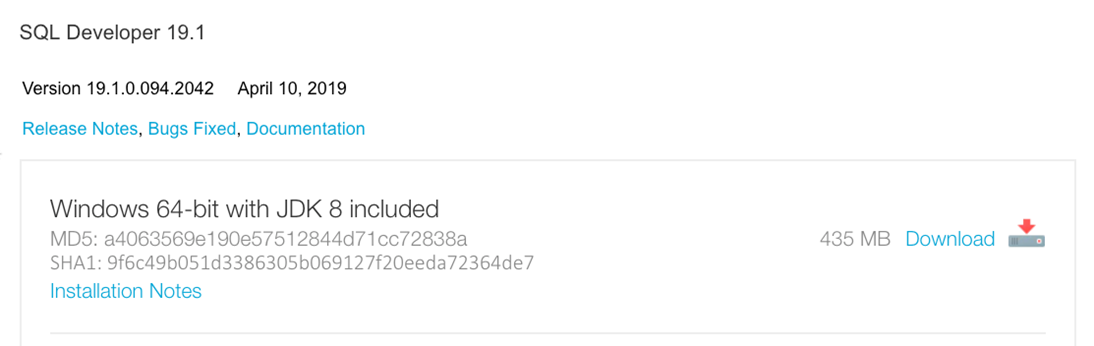 SQL Developer 19.1
Version 19.1.0.094.2042 April 10, 2019
Release Notes, Bugs Fixed, Documentation
Windows 64-bit with JDK 8 included
MD5: a4063569e190e57512844d71cc72838a
435 MB Download
SHA1: 9f6c49b051d3386305b069127f20eeda72364de7
Installation Notes